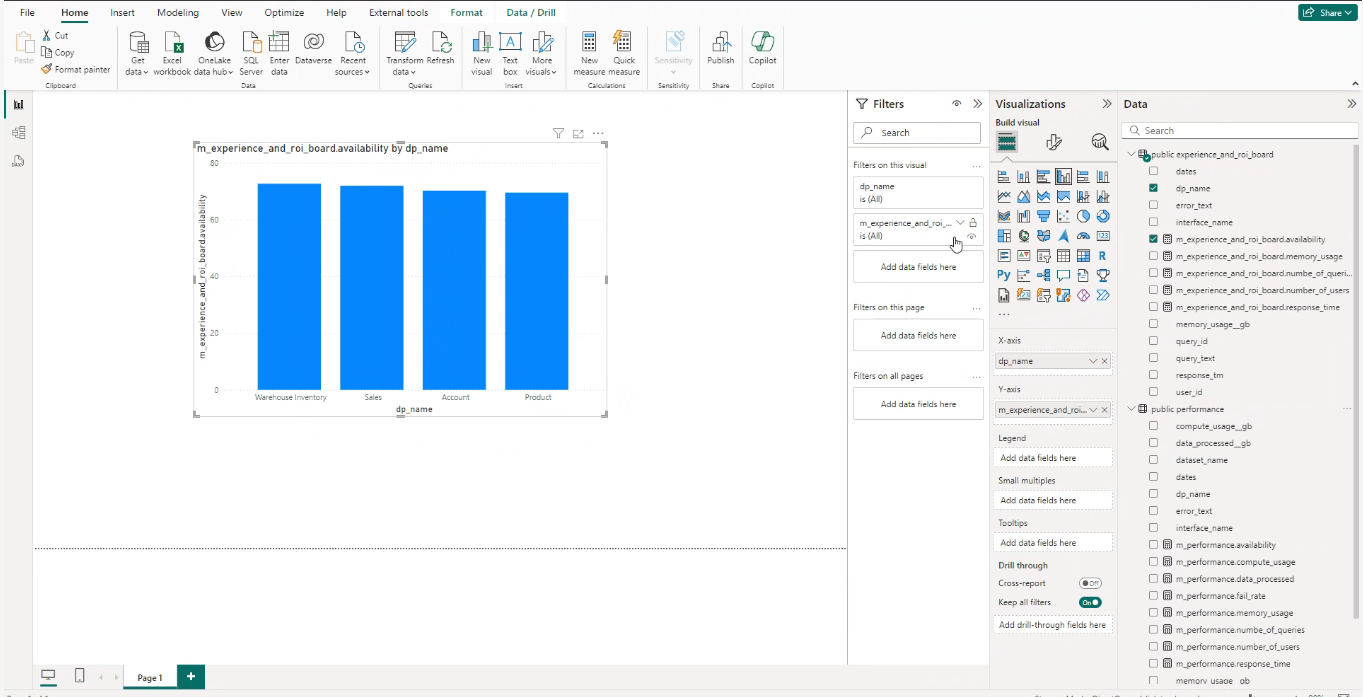 File Home Insert Modeling View Optimize Help External tools Format Data / Drill Share
Paste Cut Copy Format painter
Get data Excel workbook OneLake data hub SQL Server Enter data Dataverse Recent sources
Transform data Refresh
New visual Text box More visuals
New measure Quick measure
Sensitivity Publish Copilot
Clipboard Data Queries Insert Calculations Sensitivity Share Copilot
m_experience_and_roi_board.availability by dp_name
m_experience_and_roi_board.availability
80
60
40
20
0
Warehouse Inventory Sales Account Product
dp_name
Filters
Search
Filters on this visual
dp_name
is (All)
m_experience_and_roi_...
is (All)
Add data fields here
Filters on this page
Add data fields here
Filters on all pages
Add data fields here
Visualizations
Build visual
R
Py
X-axis
dp_name
Y-axis
m_experience_and_roi...
Legend
Add data fields here
Small multiples
Add data fields here
Tooltips
Add data fields here
Drill through
Cross-report Off
Keep all filters On
Add drill-through fields here
Data
Search
public experience_and_roi_board
dates
dp_name
error_text
interface_name
m_experience_and_roi_board.availability
m_experience_and_roi_board.memory_usage
m_experience_and_roi_board.numbe_of_queri...
m_experience_and_roi_board.number_of_users
m_experience_and_roi_board.response_time
memory_usage__gb
query_id
query_text
response_tm
user_id
public performance
compute_usage__gb
data_processed__gb
dataset_name
dates
dp_name
error_text
interface_name
m_performance.availability
m_performance.compute_usage
m_performance.data_processed
m_performance.fail_rate
m_performance.memory_usage
m_performance.numbe_of_queries
m_performance.number_of_users
m_performance.response_time
memory_usage__gb
Page 1